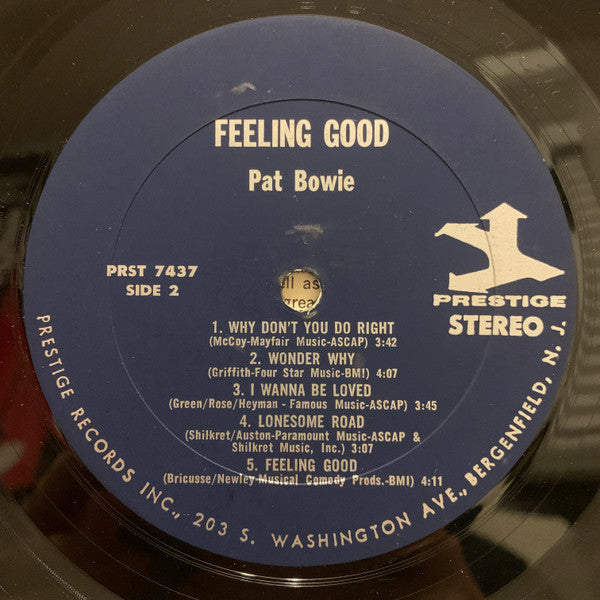 FEELING GOOD
Pat Bowie
PRST 7437
SIDE 2
PRESTIGE
STEREO
ll as
grea
1. WHY DON'T YOU DO RIGHT
(McCoy-Mayfair Music-ASCAP) 3:42
2. WONDER WHY
(Griffith-Four Star Music-BMI) 4:07
3. I WANNA BE LOVED
(Green/Rose/Heyman - Famous Music-ASCAP) 3:45
4. LONESOME ROAD
(Shilkret/Auston-Paramount Music-ASCAP &
Shilkret Music, Inc.) 3:07
5. FEELING GOOD
(Bricusse/Newley-Musical Comedy Prods.-BMI) 4:11
PRESTIGE RECORDS INC., 203 S. WASHINGTON AVE., BERGENFIELD, N. J.